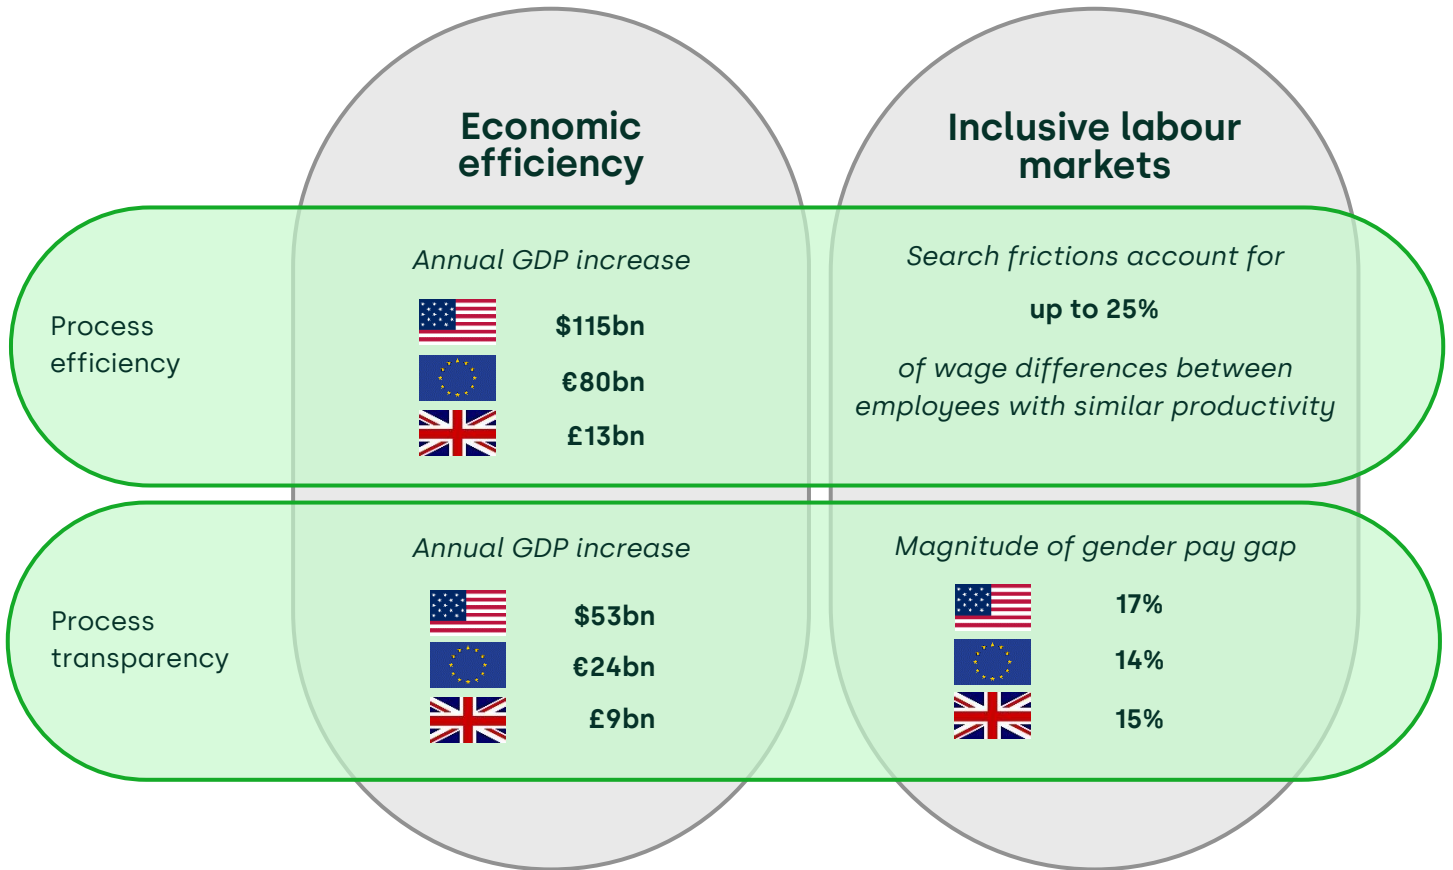 Economic
efficiency
Inclusive labour
markets
Process
efficiency
Annual GDP increase
$115bn
€80bn
£13bn
Search frictions account for
up to 25%
of wage differences between
employees with similar productivity
Process
transparency
Annual GDP increase
$53bn
€24bn
£9bn
Magnitude of gender pay gap
17%
14%
15%